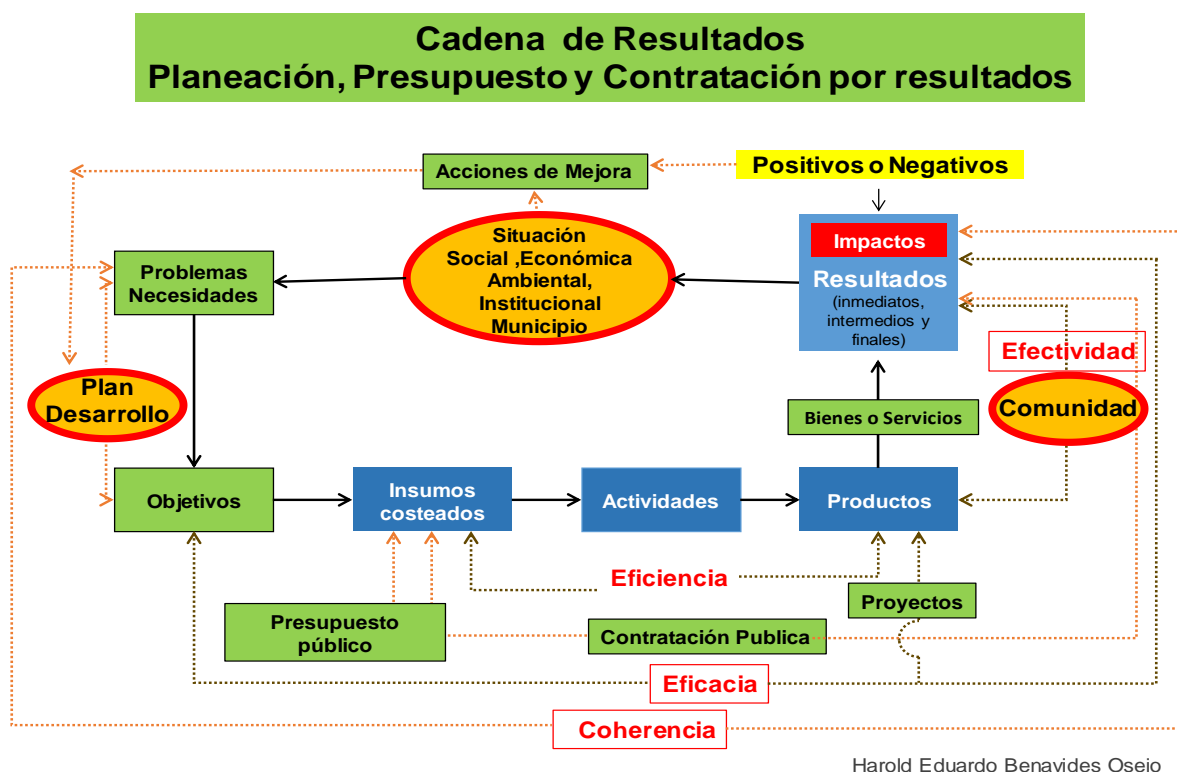 Cadena de Resultados
Planeación, Presupuesto y Contratación por resultados
Acciones de Mejora
Positivos o Negativos
Situación
Social ,Económica
Ambiental,
Institucional
Municipio
Impactos
Resultados
(inmediatos,
intermedios y
finales)
Problemas
Necesidades
Efectividad
Plan
Desarrollo
Comunidad
Bienes o Servicios
Objetivos
Insumos
costeados
Actividades
Productos
Eficiencia
Proyectos
Presupuesto
público
Contratación Publica
Eficacia
Coherencia
Harold Eduardo Benavides Osejo